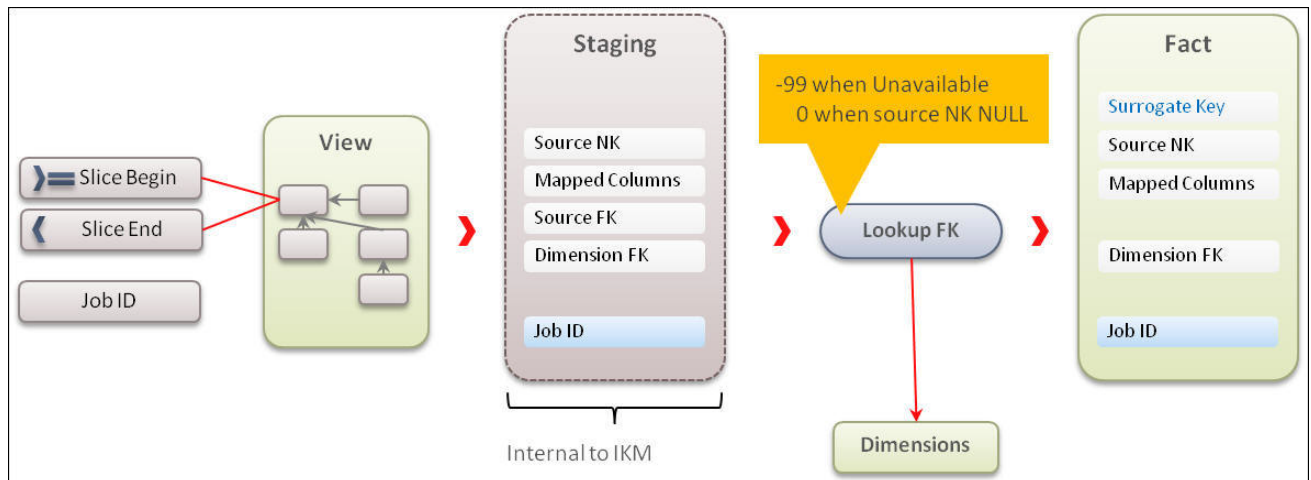 Slice Begin
Slice End
Job ID
View
Staging
Source NK
Mapped Columns
Source FK
Dimension FK
Job ID
Internal to IKM
-99 when Unavailable
0 when source NK NULL
Lookup FK
Dimensions
Fact
Surrogate Key
Source NK
Mapped Columns
Dimension FK
Job ID